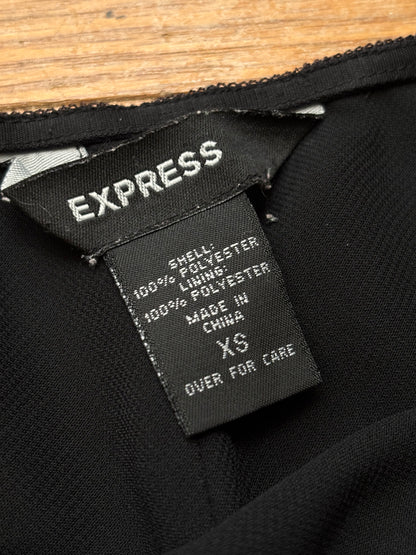 EXPRESS
SHELL:
100% POLYESTER
LINING:
100% POLYESTER
MADE IN
CHINA
XS
OVER FOR CARE